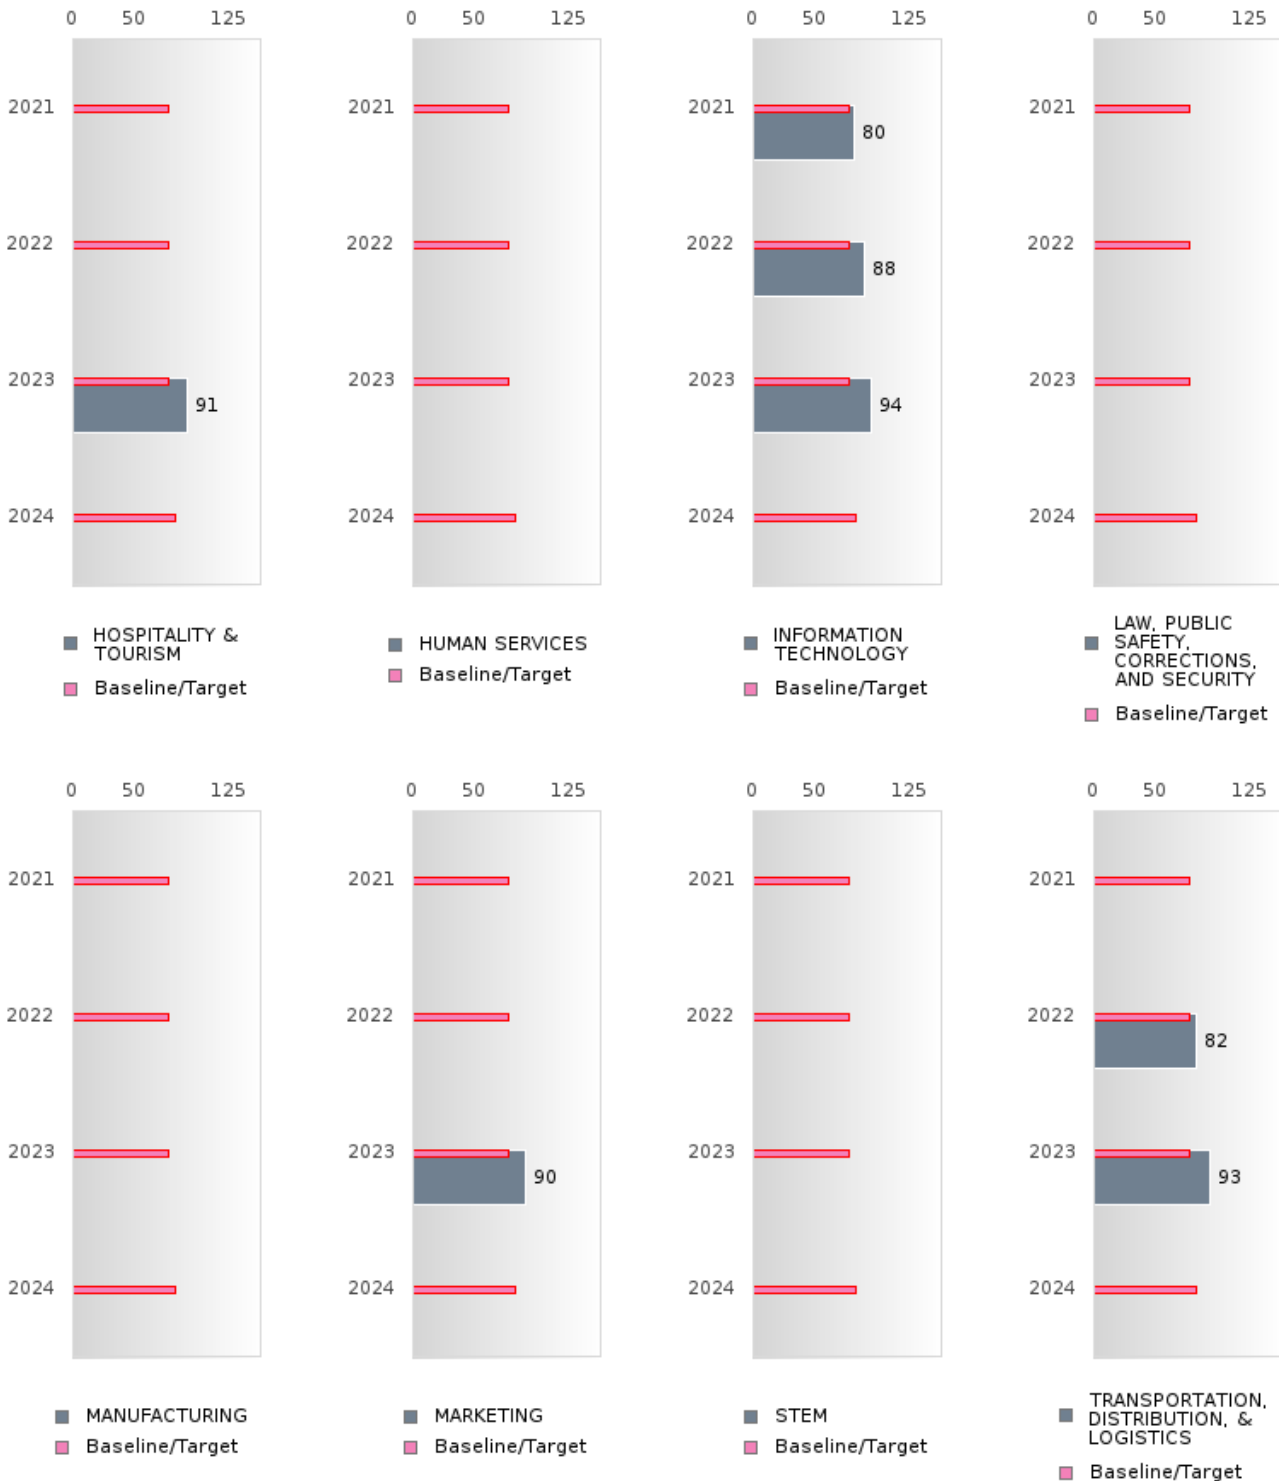 0 50 125 0 50 125 0 50 125 0 50 125
2021 2021 2021 2021
80
2022 2022 2022 2022
88
2023 2023 2023 2023
91 94
2024 2024 2024 2024
HOSPITALITY &
TOURISM
Baseline/Target
HUMAN SERVICES
Baseline/Target
INFORMATION
TECHNOLOGY
Baseline/Target
LAW, PUBLIC
SAFETY,
CORRECTIONS,
AND SECURITY
Baseline/Target
0 50 125 0 50 125 0 50 125 0 50 125
2021 2021 2021 2021
2022 2022 2022 2022
82
2023 2023 2023 2023
90 93
2024 2024 2024 2024
MANUFACTURING
Baseline/Target
MARKETING
Baseline/Target
STEM
Baseline/Target
TRANSPORTATION,
DISTRIBUTION, &
LOGISTICS
Baseline/Target